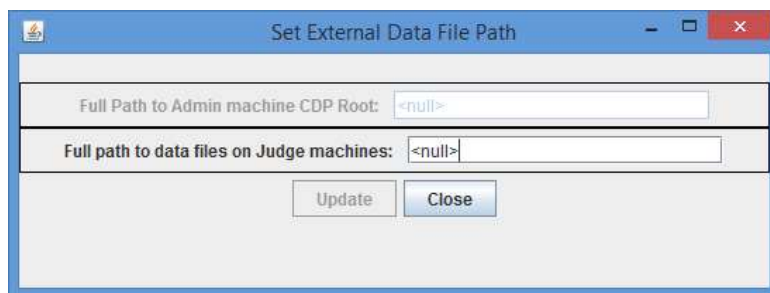 Set External Data File Path
Full Path to Admin machine CDP Root: <null>
Full path to data files on Judge machines: <null>
Update Close